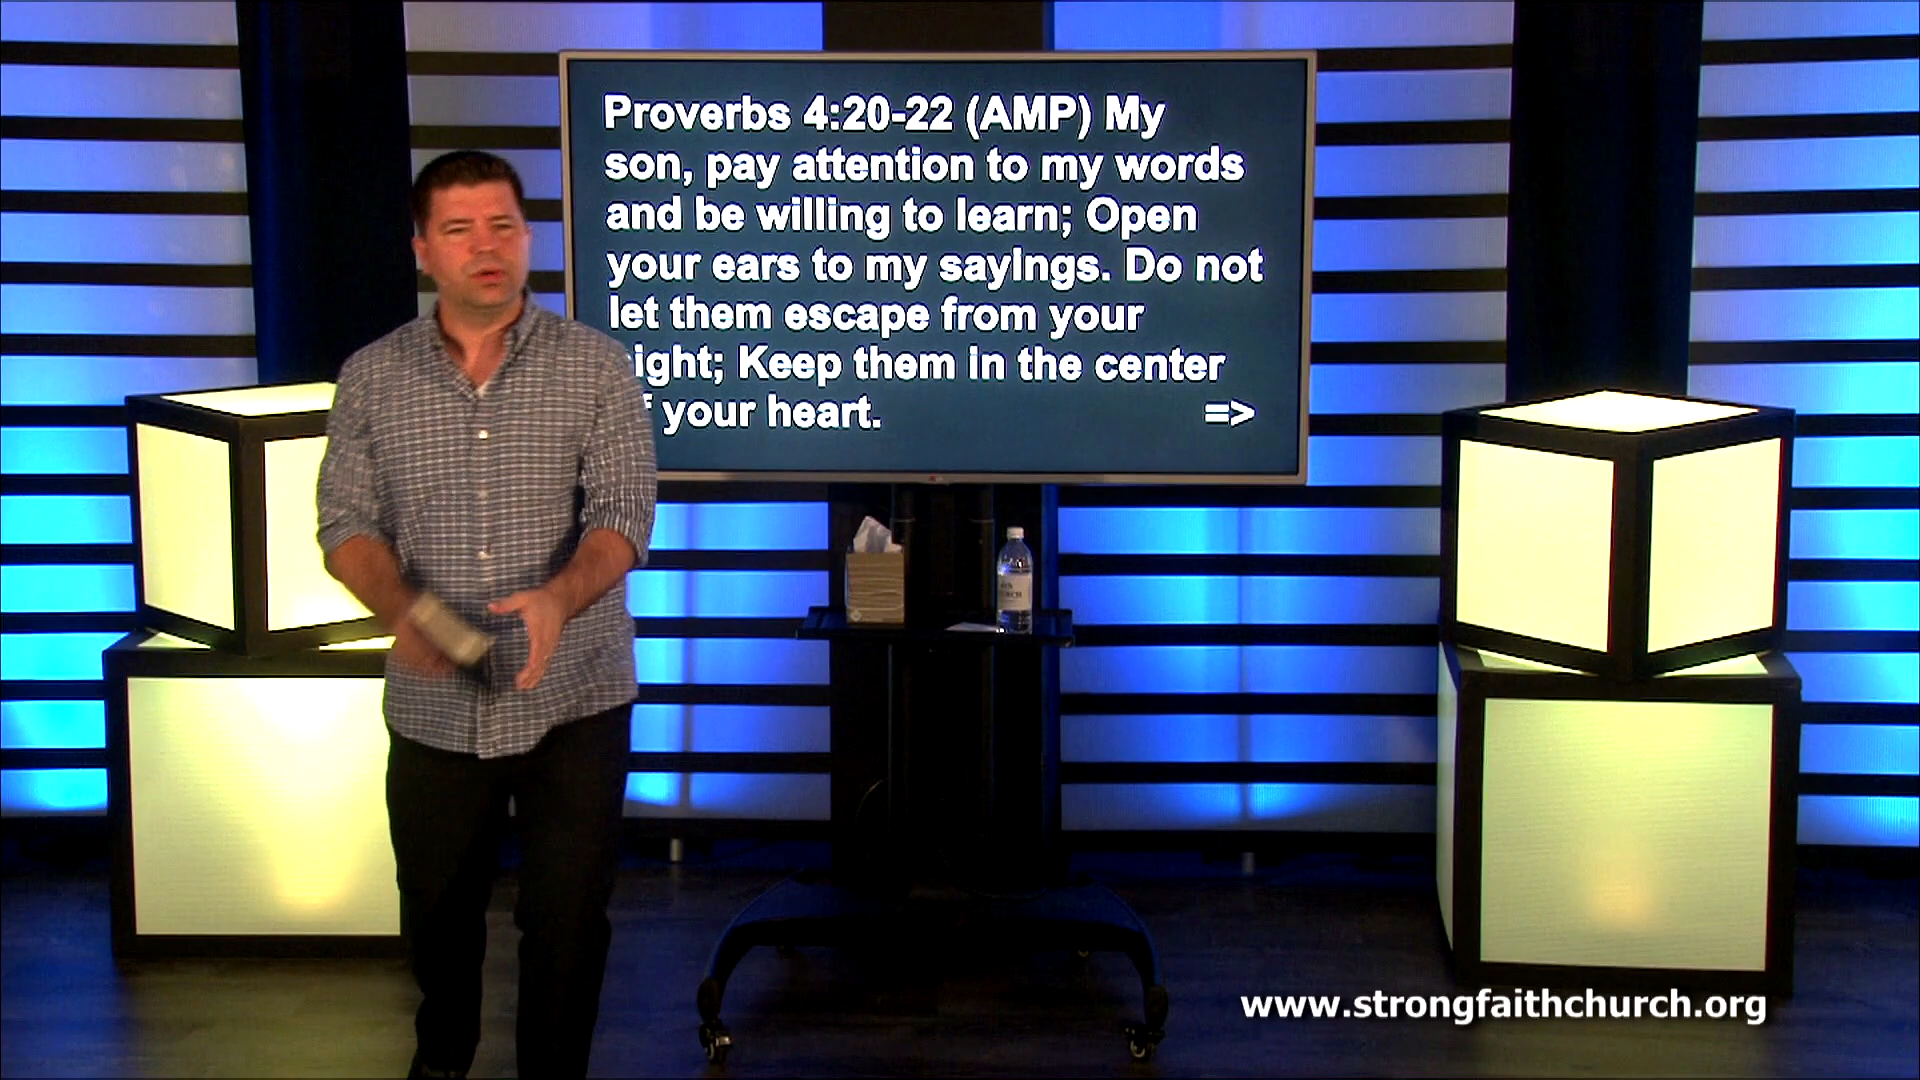 Proverbs 4:20-22 (AMP) My
son, pay attention to my words
and be willing to learn; Open
your ears to my sayings. Do not
let them escape from your
ight; Keep them in the center
your heart. =>
www.strongfaithchurch.org